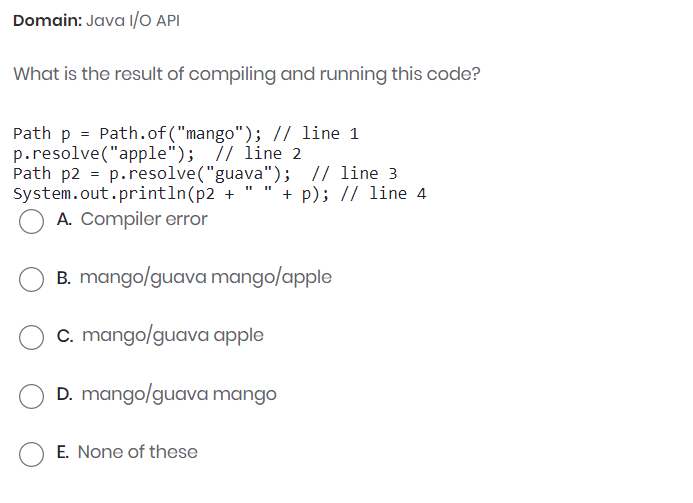 Domain: Java I/O API
What is the result of compiling and running this code?
Path p = Path.of("mango"); // line 1
p.resolve("apple");  // line 2
Path p2 = p.resolve("guava");  // line 3
System.out.println(p2 + " " + p); // line 4
A. Compiler error
B. mango/guava mango/apple
C. mango/guava apple
D. mango/guava mango
E. None of these